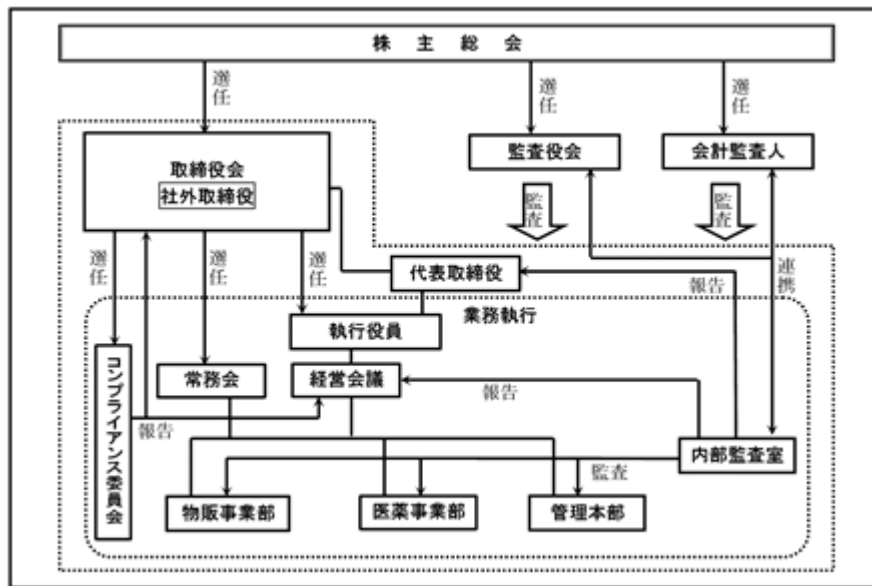 株主総会
選任
選任
選任
取締役会
社外取締役
監査役会
会計監査人
監査
監査
選任
選任
選任
代表取締役
報告
連携
業務執行
執行役員
コンプライアンス委員会
常務会
経営会議
報告
報告
内部監査室
監査
物販事業部
医薬事業部
管理本部